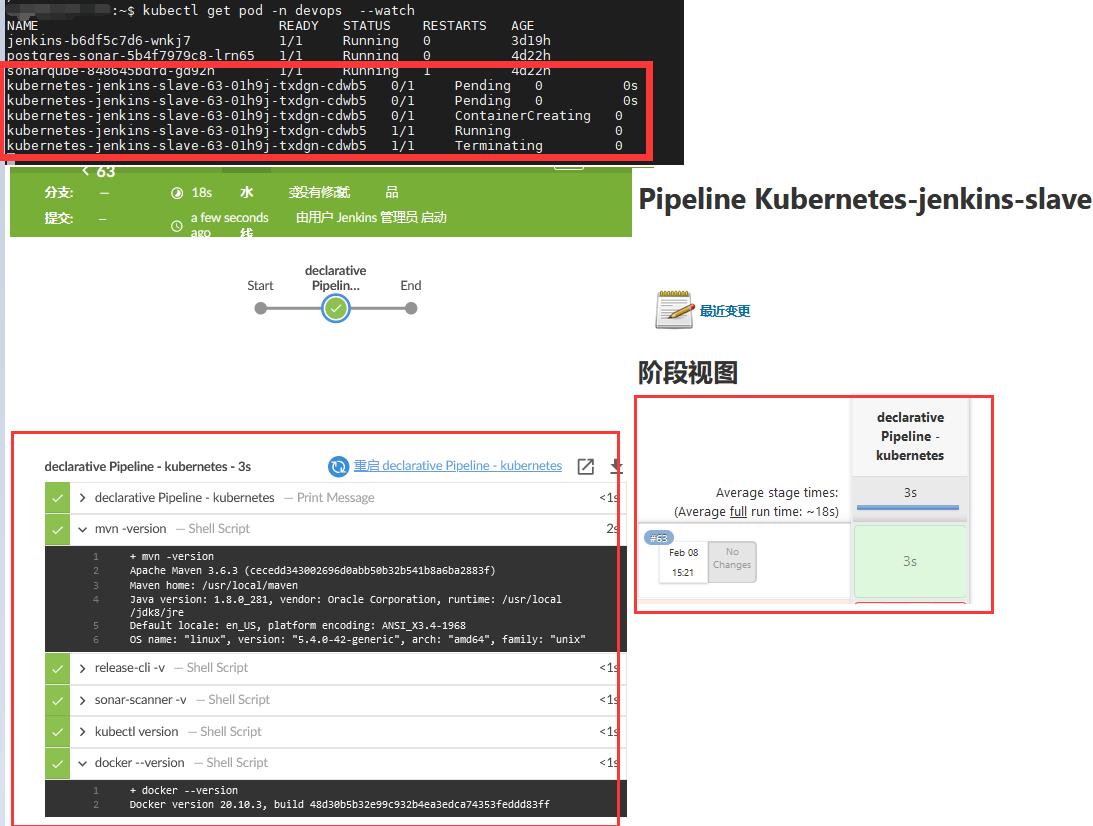 :~$ kubectl get pod -n devops  --watch
NAME READY STATUS RESTARTS AGE
jenkins-b6df5c7d6-wnkj7 1/1 Running 0 3d19h
postgres-sonar-5b4f7979c8-lrn65 1/1 Running 0 4d22h
sonarqube-848645bdfd-gd92h 1/1 Running 1 4d22h
kubernetes-jenkins-slave-63-01h9j-txdgn-cdwb5 0/1 Pending 0 0s
kubernetes-jenkins-slave-63-01h9j-txdgn-cdwb5 0/1 Pending 0 0s
kubernetes-jenkins-slave-63-01h9j-txdgn-cdwb5 0/1 ContainerCreating 0
kubernetes-jenkins-slave-63-01h9j-txdgn-cdwb5 1/1 Running 0
kubernetes-jenkins-slave-63-01h9j-txdgn-cdwb5 1/1 Terminating 0
< 63
分支: — 18s 水 没有修改 品
提交: — a few seconds ago 线 由用户 Jenkins 管理员 启动
Start
declarative Pipelin...
End
declarative Pipeline - kubernetes - 3s
重启 declarative Pipeline - kubernetes
declarative Pipeline - kubernetes — Print Message <1s
mvn -version — Shell Script 2s
1 + mvn -version
2 Apache Maven 3.6.3 (cecedd343002696d0abb50b32b541b8a6ba2883f)
3 Maven home: /usr/local/maven
4 Java version: 1.8.0_281, vendor: Oracle Corporation, runtime: /usr/local
/jdk8/jre
5 Default locale: en_US, platform encoding: ANSI_X3.4-1968
6 OS name: "linux", version: "5.4.0-42-generic", arch: "amd64", family: "unix"
release-cli -v — Shell Script <1s
sonar-scanner -v — Shell Script <1s
kubectl version — Shell Script <1s
docker --version — Shell Script <1s
1 + docker --version
2 Docker version 20.10.3, build 48d30b5b32e99c932b4ea3edca74353feddd83ff
Pipeline Kubernetes-jenkins-slave
最近变更
阶段视图
declarative
Pipeline -
kubernetes
Average stage times: 3s
(Average full run time: ~18s)
#63
Feb 08
15:21
No
Changes
3s